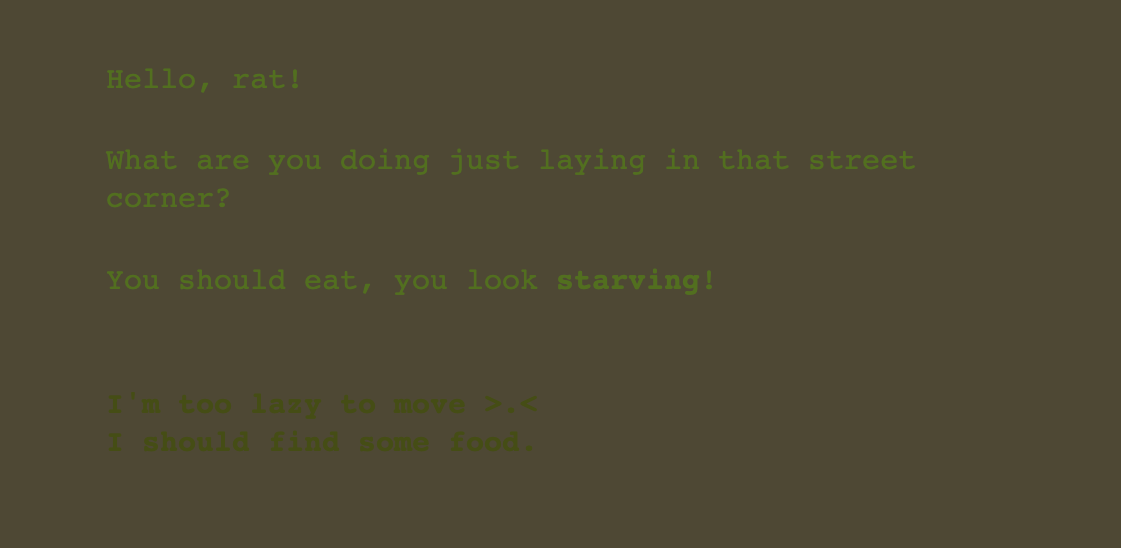 Hello, rat!
What are you doing just laying in that street
corner?
You should eat, you look starving!
I'm too lazy to move >.<
I should find some food.